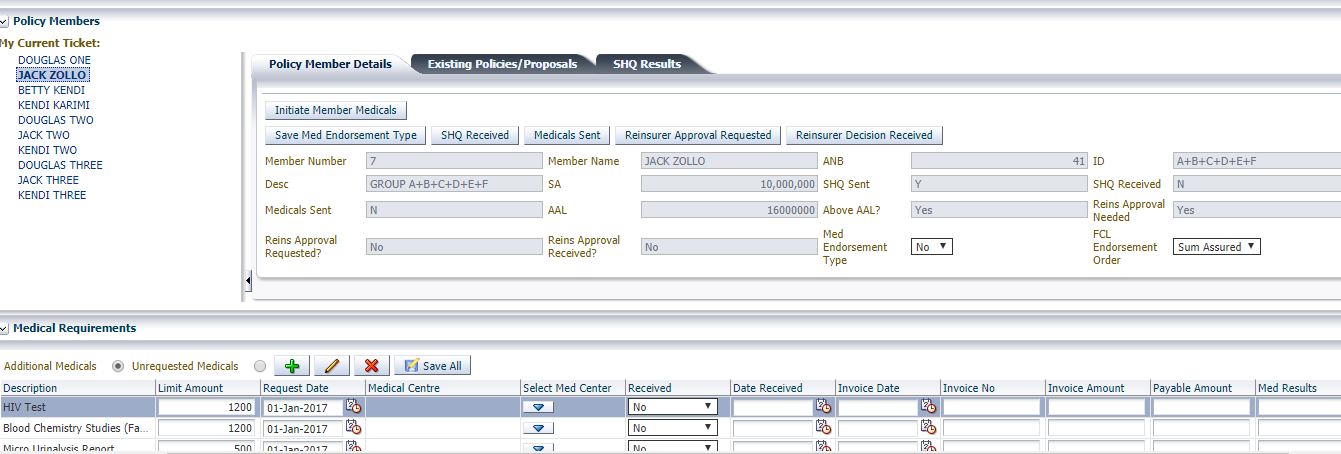 Policy Members
My Current Ticket:
DOUGLAS ONE
JACK ZOLLO
BETTY KENDI
KENDI KARIMI
DOUGLAS TWO
JACK TWO
KENDI TWO
DOUGLAS THREE
JACK THREE
KENDI THREE
Policy Member Details Existing Policies/Proposals SHQ Results
Initiate Member Medicals
Save Med Endorsement Type SHQ Received Medicals Sent Reinsurer Approval Requested Reinsurer Decision Received
Member Number 7 Member Name JACK ZOLLO ANB 41 ID A+B+C+D+E+F
Desc GROUP A+B+C+D+E+F SA 10,000,000 SHQ Sent Y SHQ Received N
Medicals Sent N AAL 16000000 Above AAL? Yes Reins Approval Needed Yes
Reins Approval Requested? No Reins Approval Received? No Med Endorsement Type No FCL Endorsement Order Sum Assured
Medical Requirements
Additional Medicals Unrequested Medicals Save All
Description Limit Amount Request Date Medical Centre Select Med Center Received Date Received Invoice Date Invoice No Invoice Amount Payable Amount Med Results
HIV Test 1200 01-Jan-2017 No
Blood Chemistry Studies (Fa... 1200 01-Jan-2017 No
Micro Urinalysis Report 500 01-Jan-2017 No